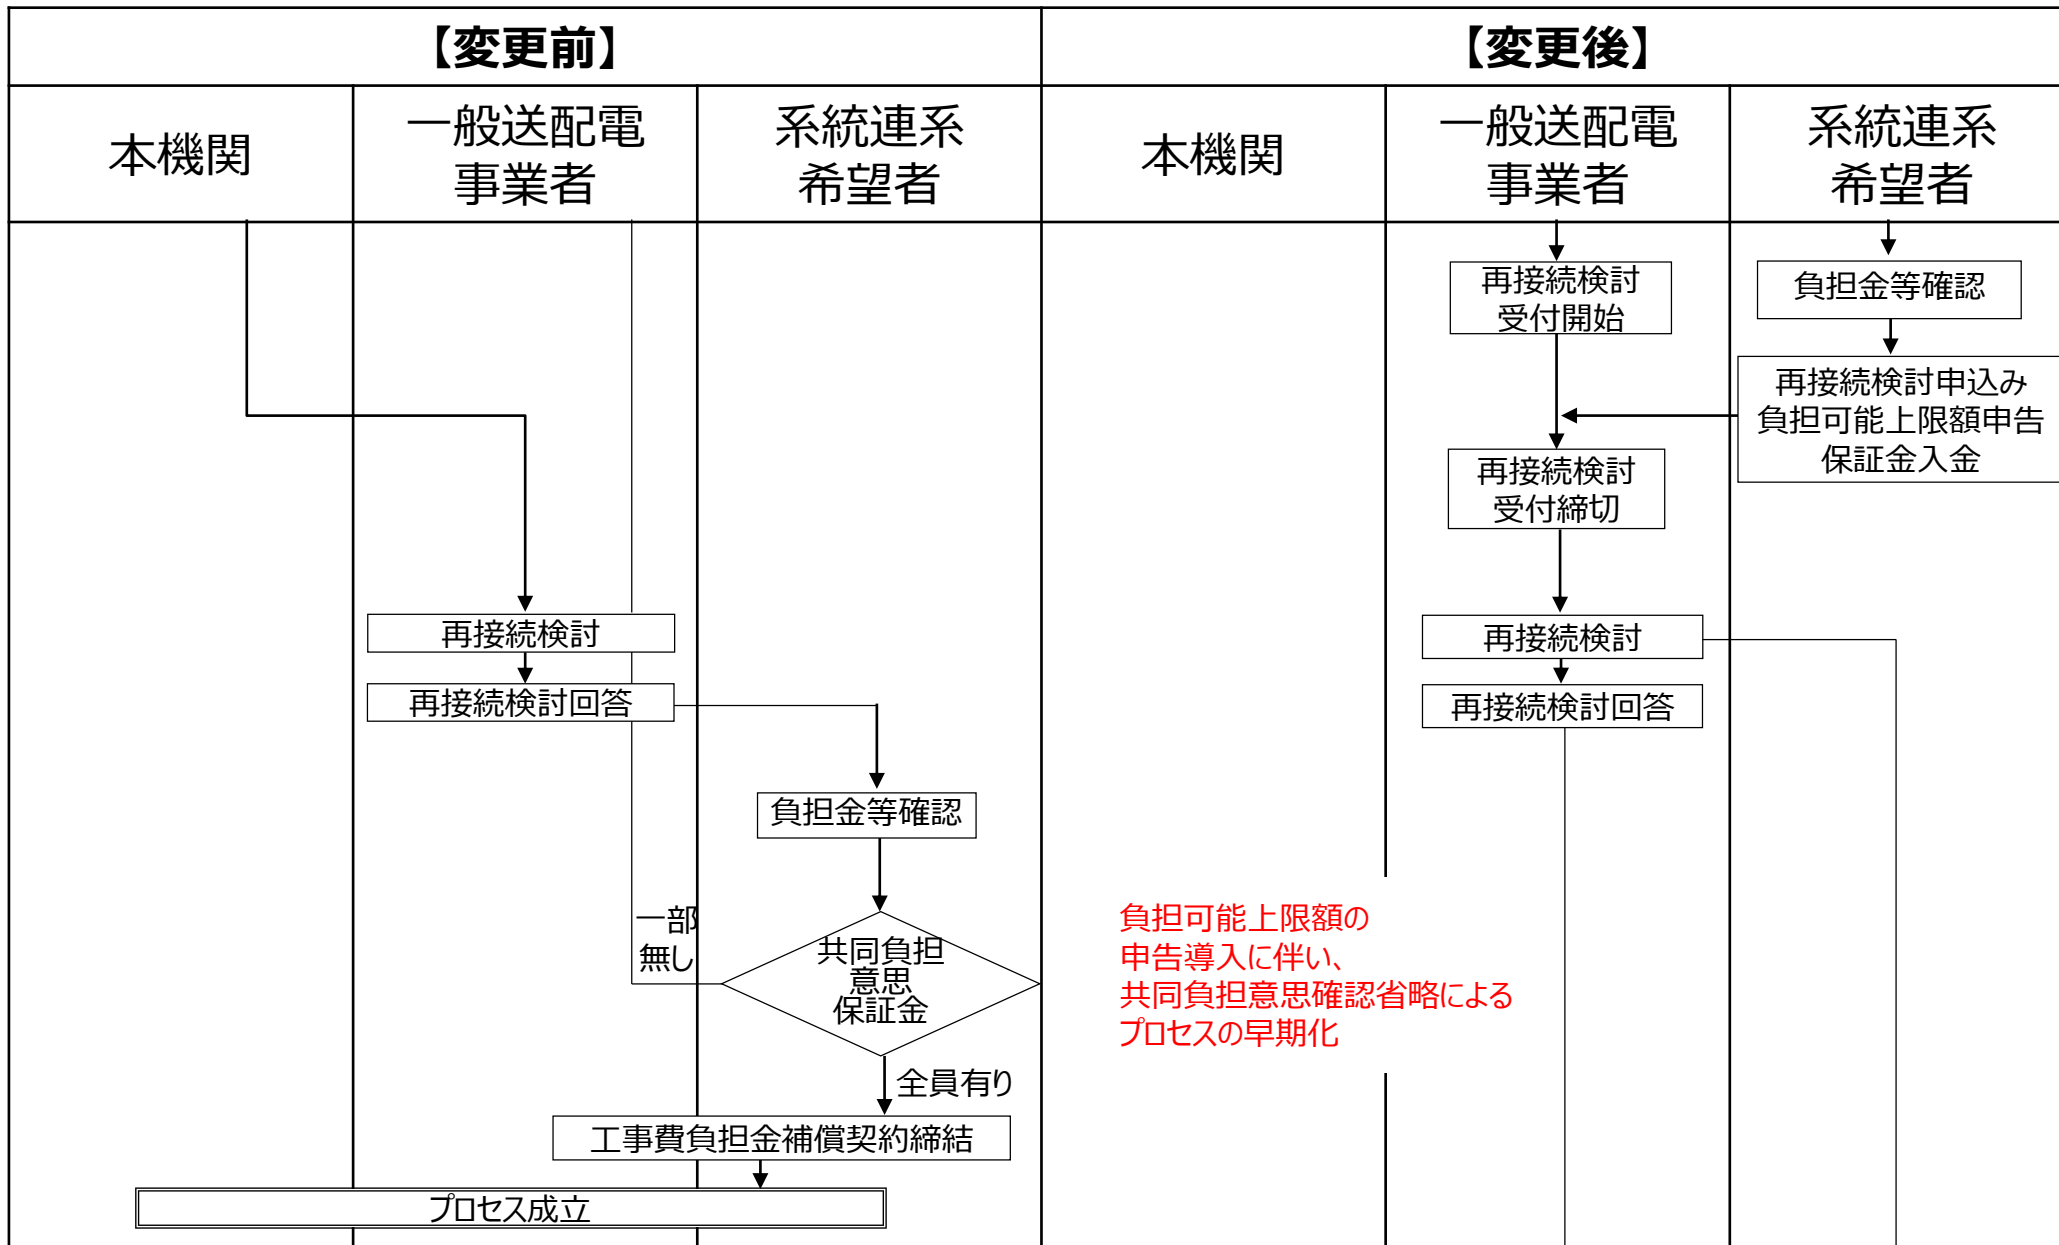 【変更前】
【変更後】
本機関
一般送配電
事業者
系統連系
希望者
本機関
一般送配電
事業者
系統連系
希望者
再接続検討
再接続検討回答
負担金等確認
一部
無し
共同負担
意思
保証金
全員有り
工事費負担金補償契約締結
プロセス成立
再接続検討
受付開始
負担金等確認
再接続検討申込み
負担可能上限額申告
保証金入金
再接続検討
受付締切
再接続検討
再接続検討回答
負担可能上限額の
申告導入に伴い、
共同負担意思確認省略による
プロセスの早期化